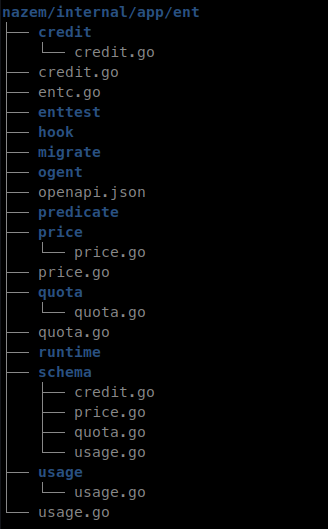 nazem/internal/app/ent
├── credit
│   └── credit.go
├── credit.go
├── entc.go
├── enttest
├── hook
├── migrate
├── ogent
├── openapi.json
├── predicate
├── price
│   └── price.go
├── price.go
├── quota
│   └── quota.go
├── quota.go
├── runtime
├── schema
│   ├── credit.go
│   ├── price.go
│   ├── quota.go
│   └── usage.go
├── usage
│   └── usage.go
└── usage.go